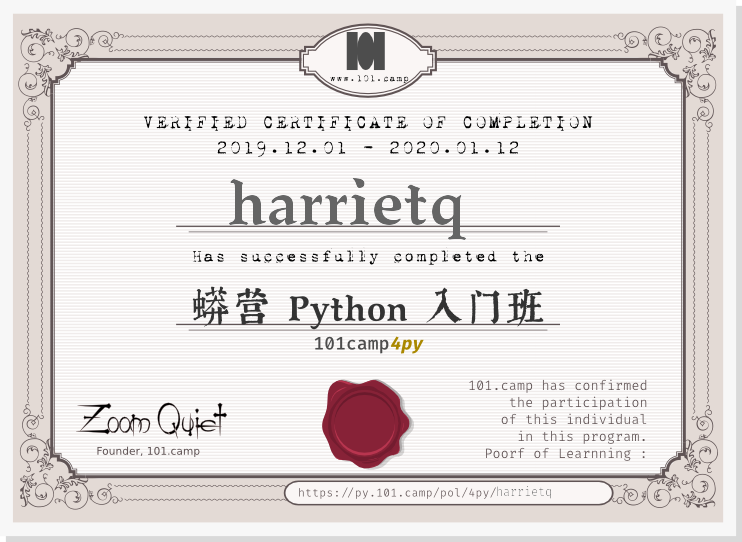 101
www.101.camp
VERIFIED CERTIFICATE OF COMPLETION
2019.12.01 - 2020.01.12
harrietq
Has successfully completed the
蟒营 Python 入门班
101camp4py
Zoom Quiet
Founder, 101.camp
101.camp has confirmed
the participation
of this individual
in this program.
Poorf of Learnning :
https://py.101.camp/pol/4py/harrietq